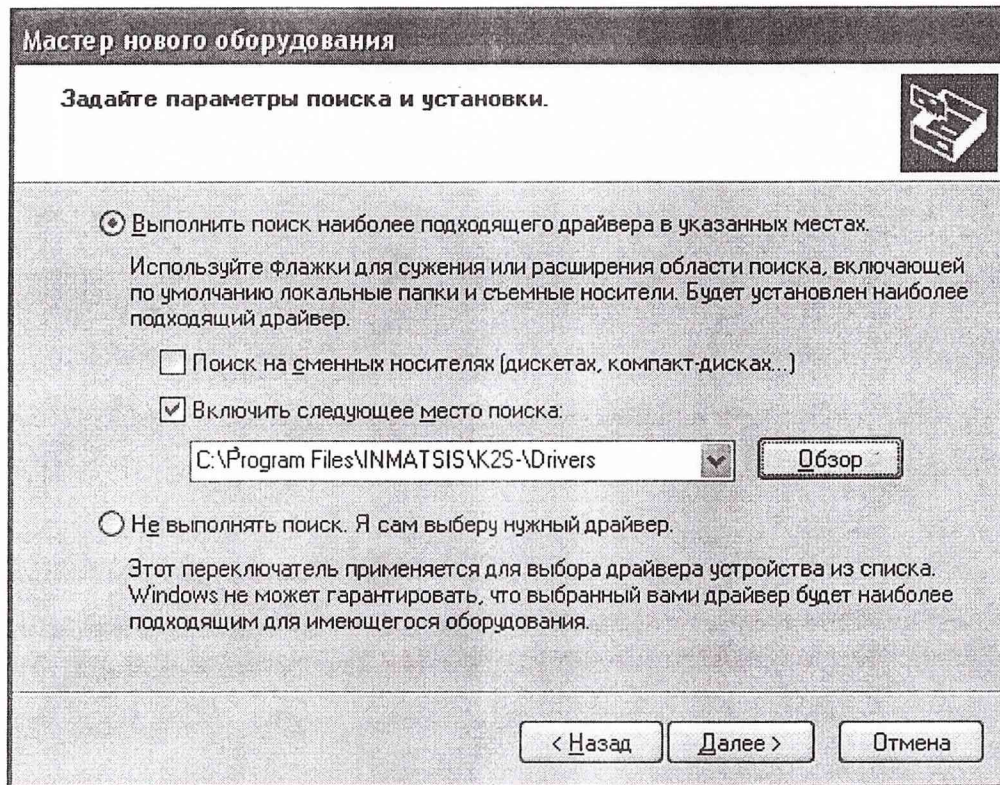 Мастер нового оборудования
Задайте параметры поиска и установки.
Выполнить поиск наиболее подходящего драйвера в указанных местах.
Используйте флажки для сужения или расширения области поиска, включающей
по умолчанию локальные папки и съемные носители. Будет установлен наиболее
подходящий драйвер.
Поиск на сменных носителях (дискетах, компакт-дисках...)
Включить следующее место поиска:
C:\Program Files\INMATSIS\K2S-\Drivers
Обзор
Не выполнять поиск. Я сам выберу нужный драйвер.
Этот переключатель применяется для выбора драйвера устройства из списка.
Windows не может гарантировать, что выбранный вами драйвер будет наиболее
подходящим для имеющегося оборудования.
< Назад Далее > Отмена